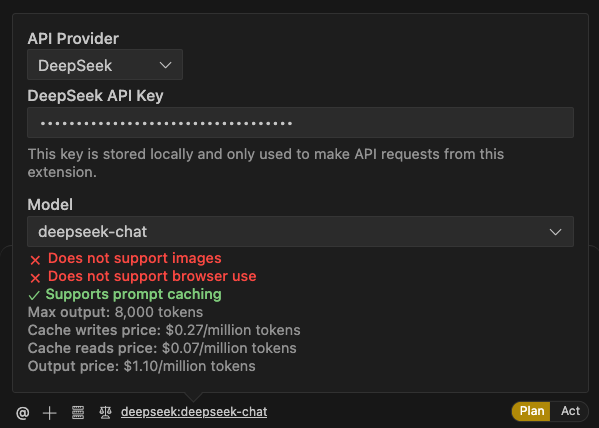 API Provider
DeepSeek
DeepSeek API Key
••••••••••••••••••••••••••••••••••
This key is stored locally and only used to make API requests from this
extension.
Model
deepseek-chat
Does not support images
Does not support browser use
Supports prompt caching
Max output: 8,000 tokens
Cache writes price: $0.27/million tokens
Cache reads price: $0.07/million tokens
Output price: $1.10/million tokens
@ deepseek:deepseek-chat Plan Act